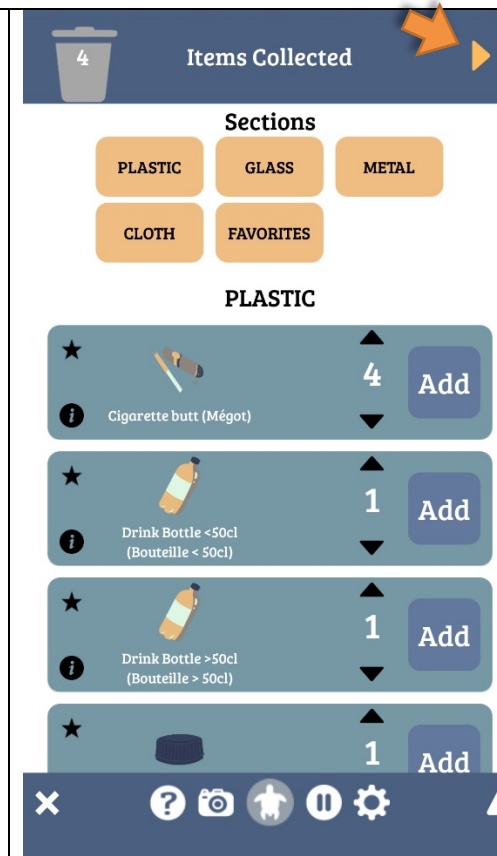 4
Items Collected
Sections
PLASTIC GLASS METAL
CLOTH FAVORITES
PLASTIC
4
Add
Cigarette butt (Mégot)
1
Add
Drink Bottle <50cl
(Bouteille < 50cl)
1
Add
Drink Bottle >50cl
(Bouteille > 50cl)
1
Add